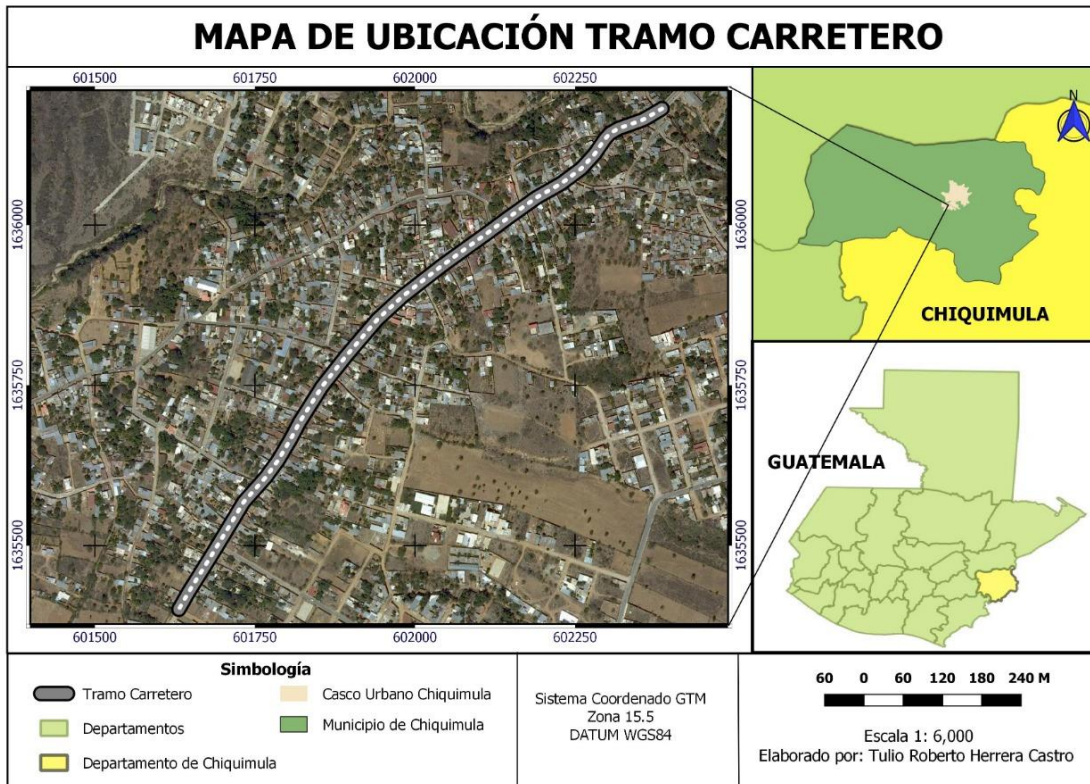 MAPA DE UBICACIÓN TRAMO CARRETERO
601500 601750 602000 602250
1636000 1636000
1635750 1635750
1635500 1635500
601500 601750 602000 602250
N
CHIQUIMULA
GUATEMALA
Simbología
Tramo Carretero
Departamentos
Departamento de Chiquimula
Casco Urbano Chiquimula
Municipio de Chiquimula
Sistema Coordenado GTM
Zona 15.5
DATUM WGS84
60 0 60 120 180 240 M
Escala 1: 6,000
Elaborado por: Tulio Roberto Herrera Castro